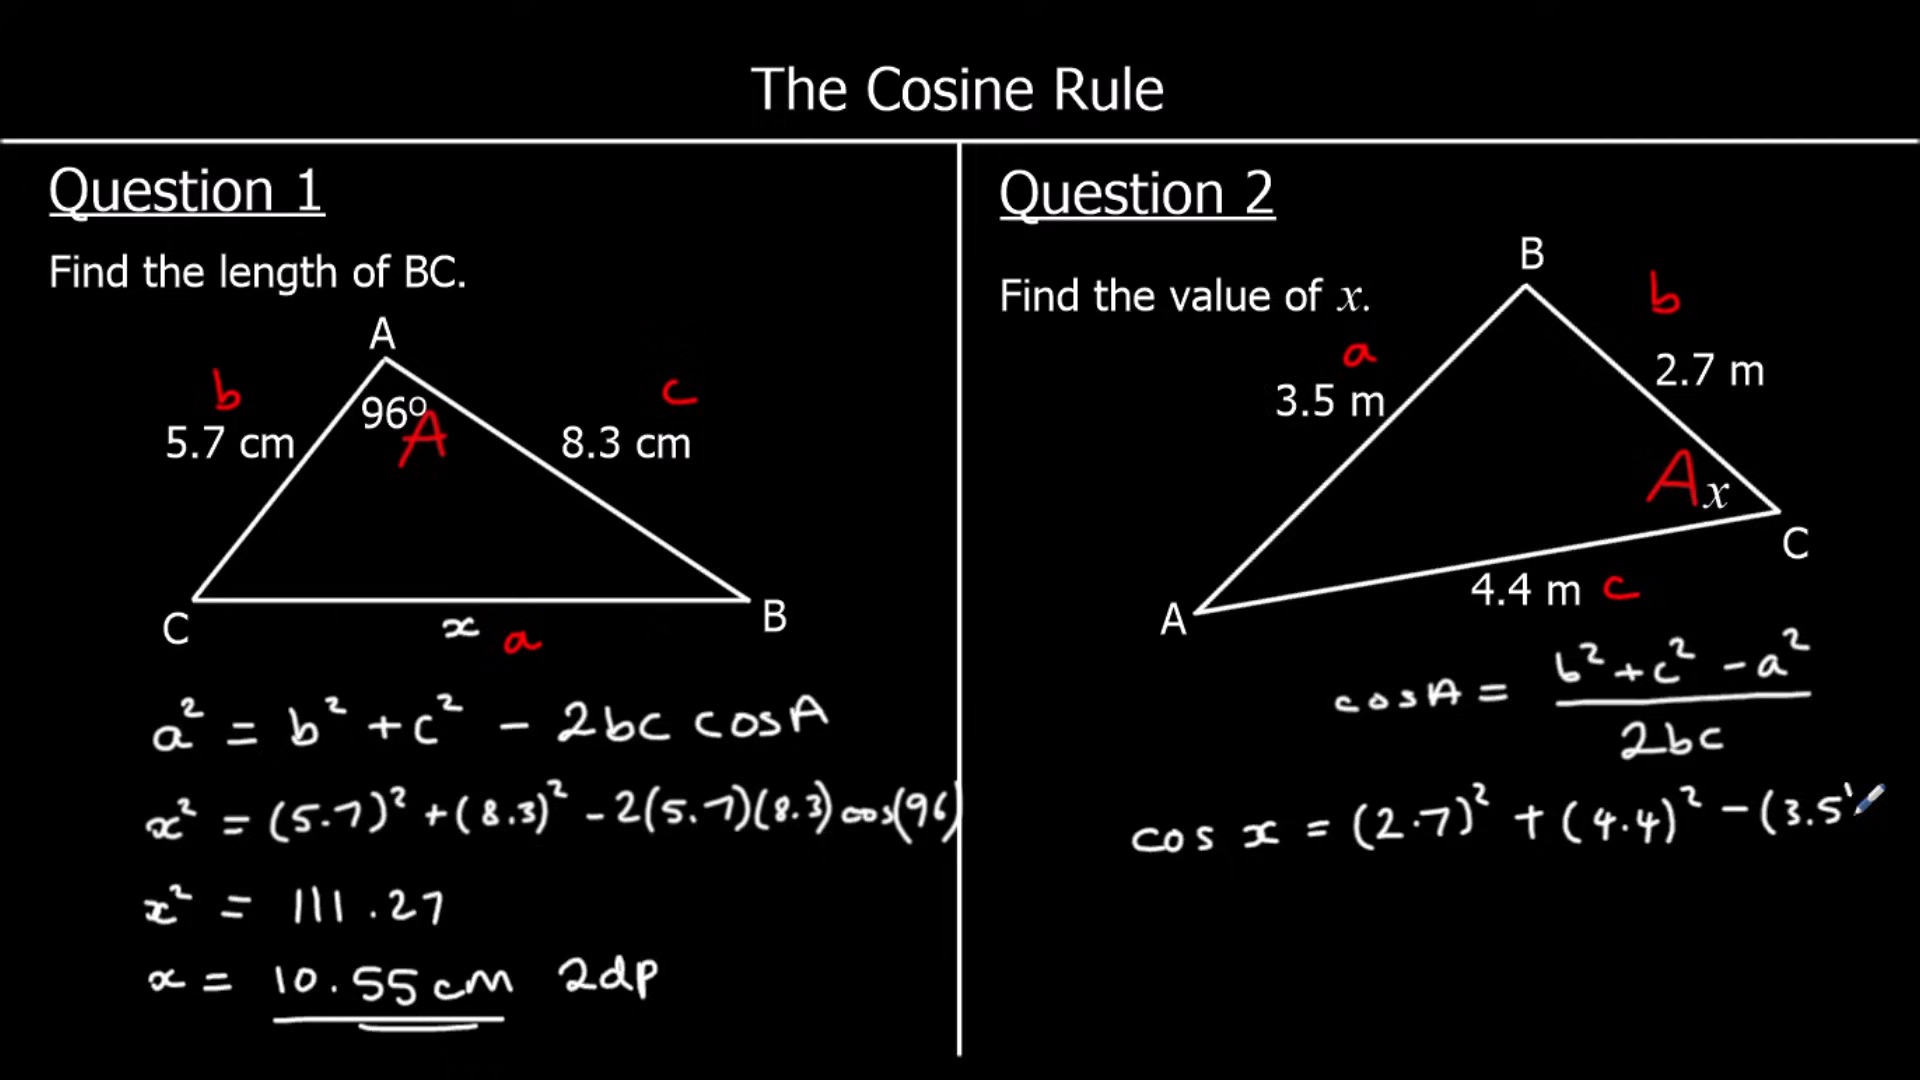 The Cosine Rule
Question 1
Find the length of BC.
A
b
c
96°
A
5.7 cm
8.3 cm
C
B
x
a
a² = b² + c² - 2bc cosA
x² = (5.7)² + (8.3)² - 2(5.7)(8.3) cos(96)
x² = 111.27
x = 10.55 cm 2dp
Question 2
B
Find the value of x.
b
a
2.7 m
3.5 m
A x
C
4.4 m c
A
cosA = b² + c² - a²
2bc
cos x = (2.7)² + (4.4)² - (3.5